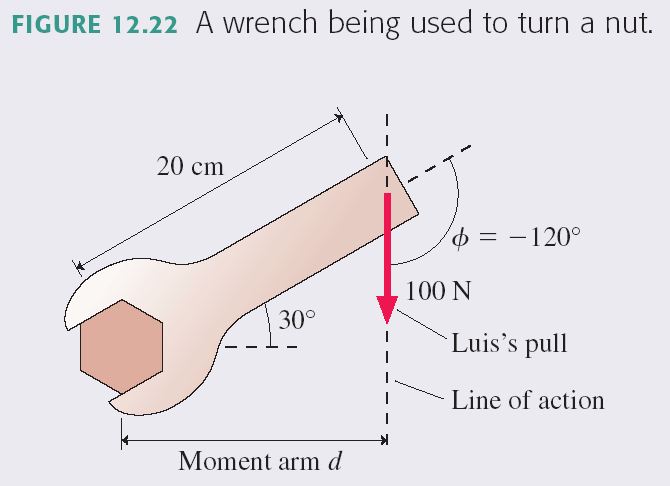 FIGURE 12.22 A wrench being used to turn a nut.
20 cm
ϕ = −120°
100 N
30°
Luis's pull
Line of action
Moment arm d